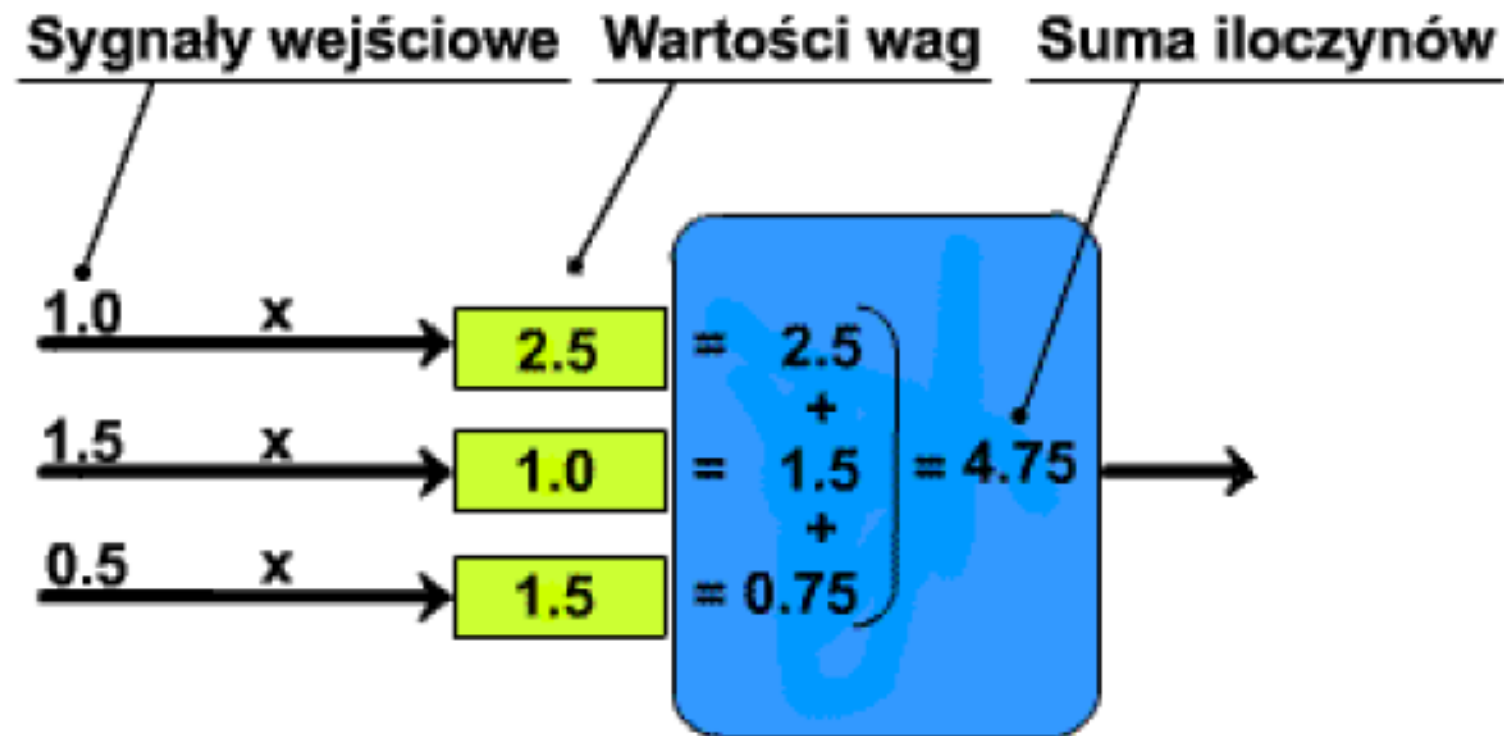 Sygnały wejściowe Wartości wag Suma iloczynów
1.0 x 2.5 = 2.5
+
1.5 x 1.0 = 1.5 = 4.75
+
0.5 x 1.5 = 0.75